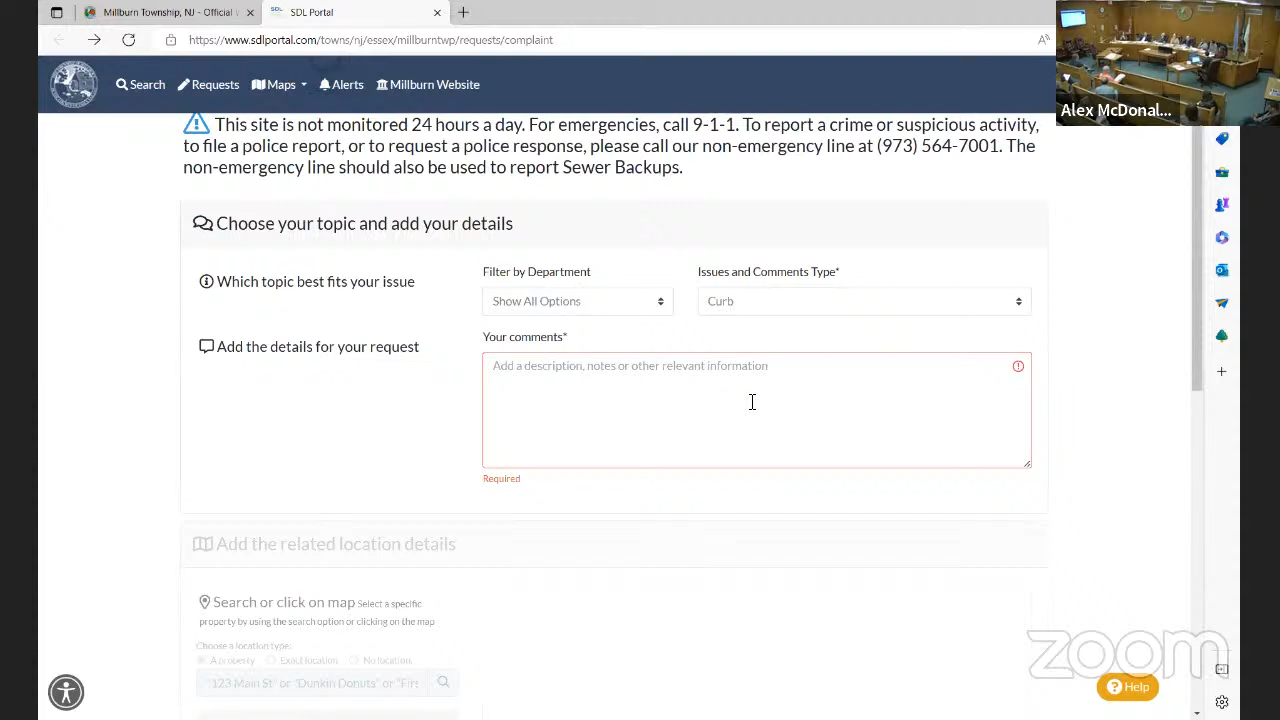 Millburn Township, NJ - Official W
SDL Portal
https://www.sdlportal.com/towns/nj/essex/millburntwp/requests/complaint
Alex McDonal...
Search
Requests
Maps
Alerts
Millburn Website
This site is not monitored 24 hours a day. For emergencies, call 9-1-1. To report a crime or suspicious activity,
to file a police report, or to request a police response, please call our non-emergency line at (973) 564-7001. The
non-emergency line should also be used to report Sewer Backups.
Choose your topic and add your details
Which topic best fits your issue
Filter by Department
Issues and Comments Type*
Show All Options
Curb
Add the details for your request
Your comments*
Add a description, notes or other relevant information
Required
Add the related location details
Search or click on map Select a specific
property by using the search option or clicking on the map
Choose a location type:
A property
Exact location
No location.
"123 Main St" or "Dunkin Donuts" or "Firs
zoom
Help